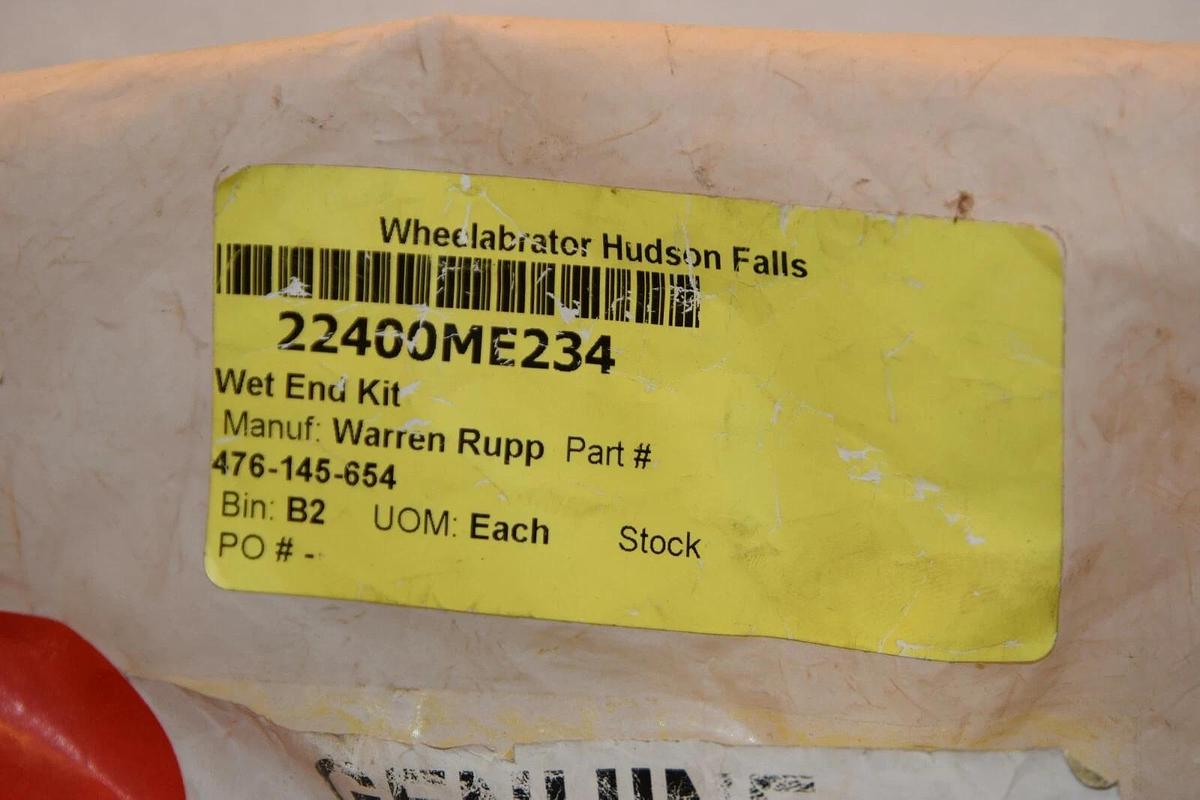 Wheelabrator Hudson Falls
22400ME234
Wet End Kit
Manuf: Warren Rupp Part #
476-145-654
Bin: B2 UOM: Each Stock
PO # -
GENUINE